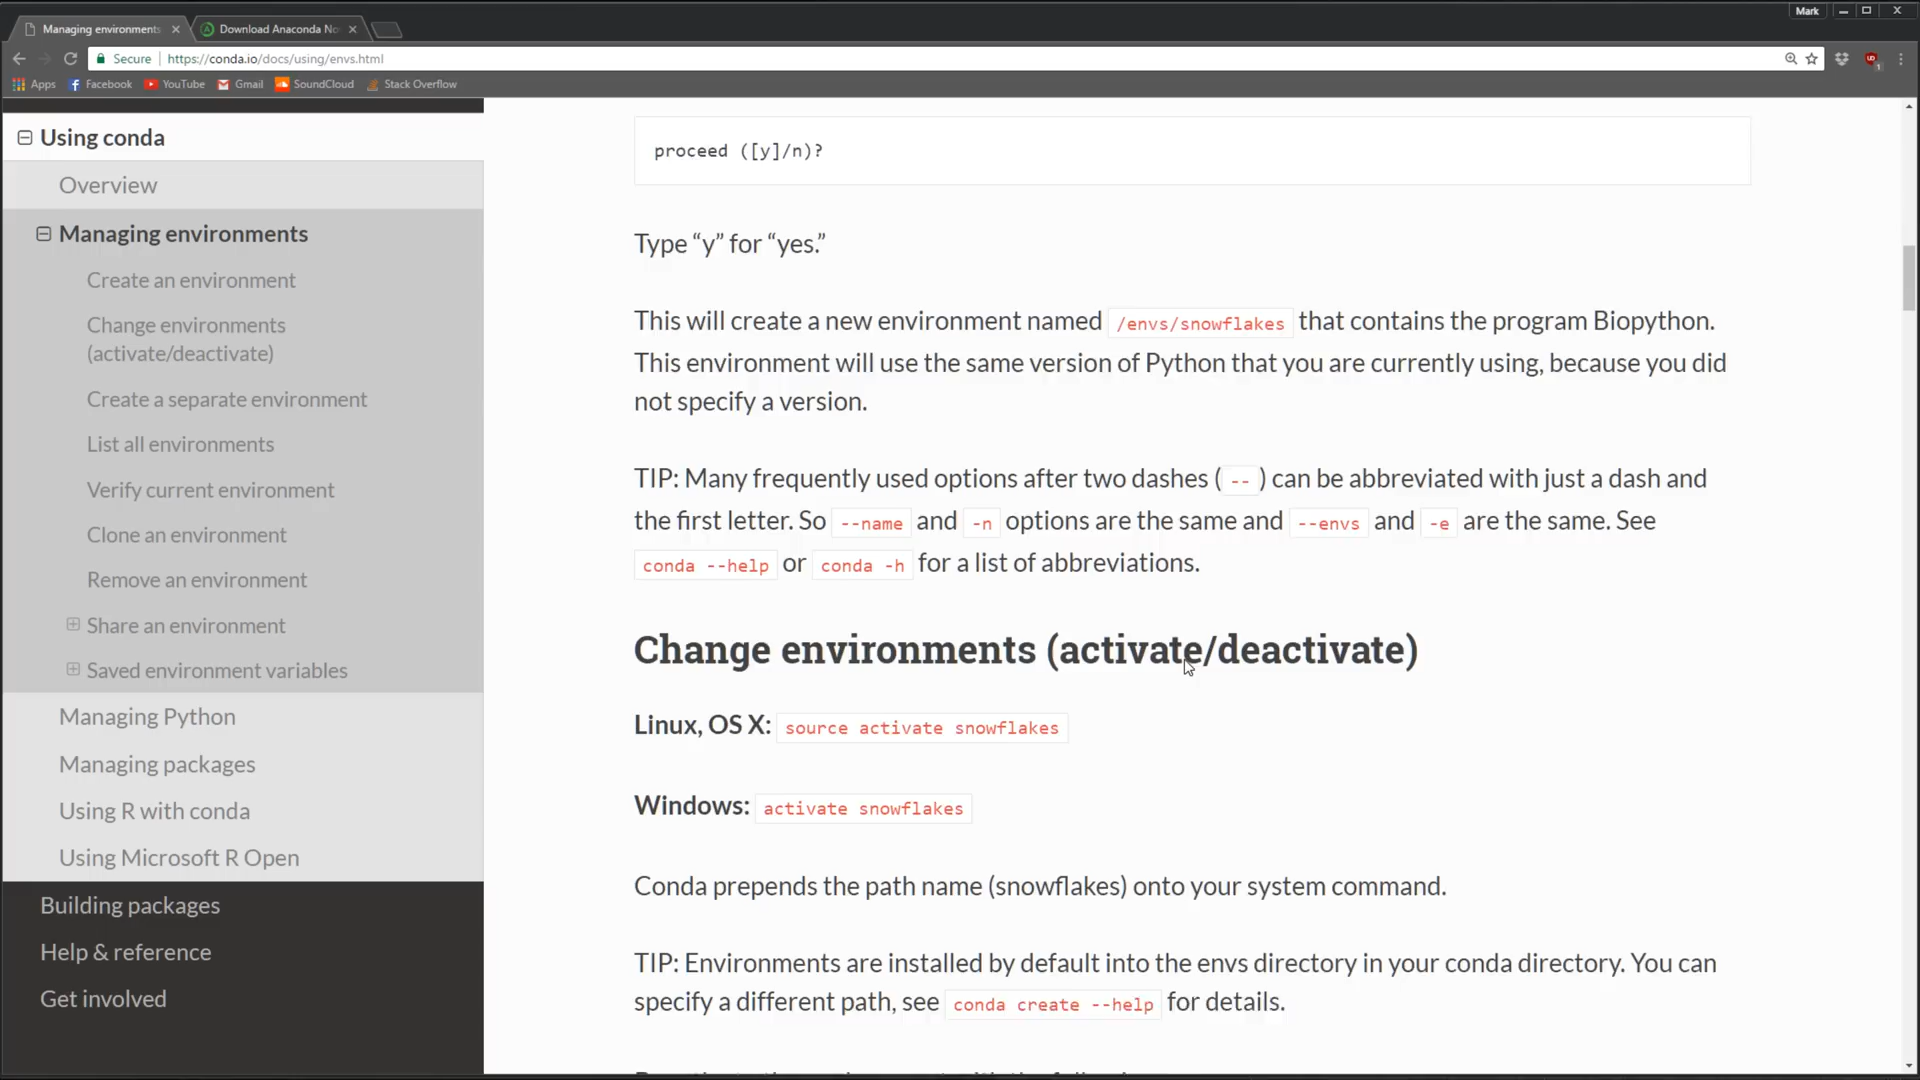 Mark
Managing environments
Download Anaconda No
Secure | https://conda.io/docs/using/envs.html
Apps Facebook YouTube Gmail SoundCloud Stack Overflow
Using conda
Overview
Managing environments
Create an environment
Change environments
(activate/deactivate)
Create a separate environment
List all environments
Verify current environment
Clone an environment
Remove an environment
Share an environment
Saved environment variables
Managing Python
Managing packages
Using R with conda
Using Microsoft R Open
Building packages
Help & reference
Get involved
proceed ([y]/n)?
Type “y” for “yes.”
This will create a new environment named /envs/snowflakes that contains the program Biopython.
This environment will use the same version of Python that you are currently using, because you did
not specify a version.
TIP: Many frequently used options after two dashes ( -- ) can be abbreviated with just a dash and
the first letter. So --name and -n options are the same and --envs and -e are the same. See
conda --help or conda -h for a list of abbreviations.
Change environments (activate/deactivate)
Linux, OS X: source activate snowflakes
Windows: activate snowflakes
Conda prepends the path name (snowflakes) onto your system command.
TIP: Environments are installed by default into the envs directory in your conda directory. You can
specify a different path, see conda create --help for details.